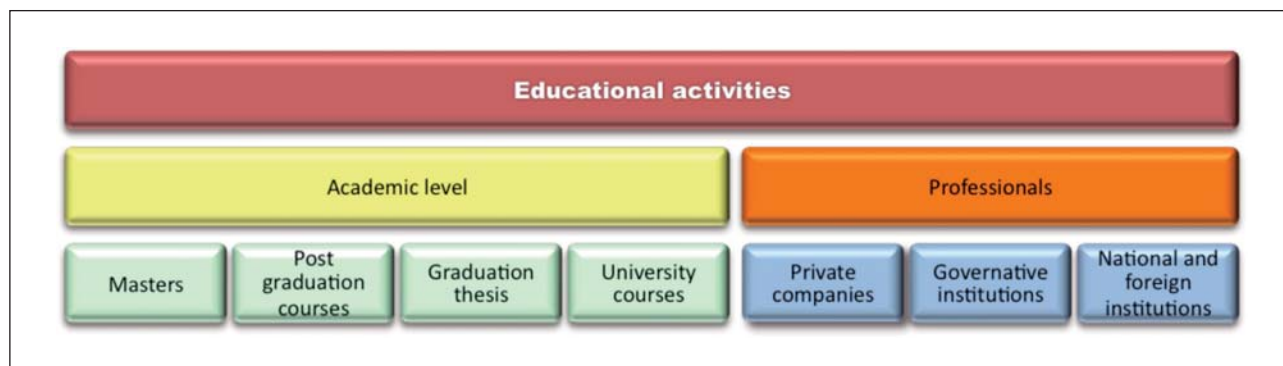 Educational activities
Academic level
Professionals
Masters
Post
graduation
courses
Graduation
thesis
University
courses
Private
companies
Governative
institutions
National and
foreign
institutions